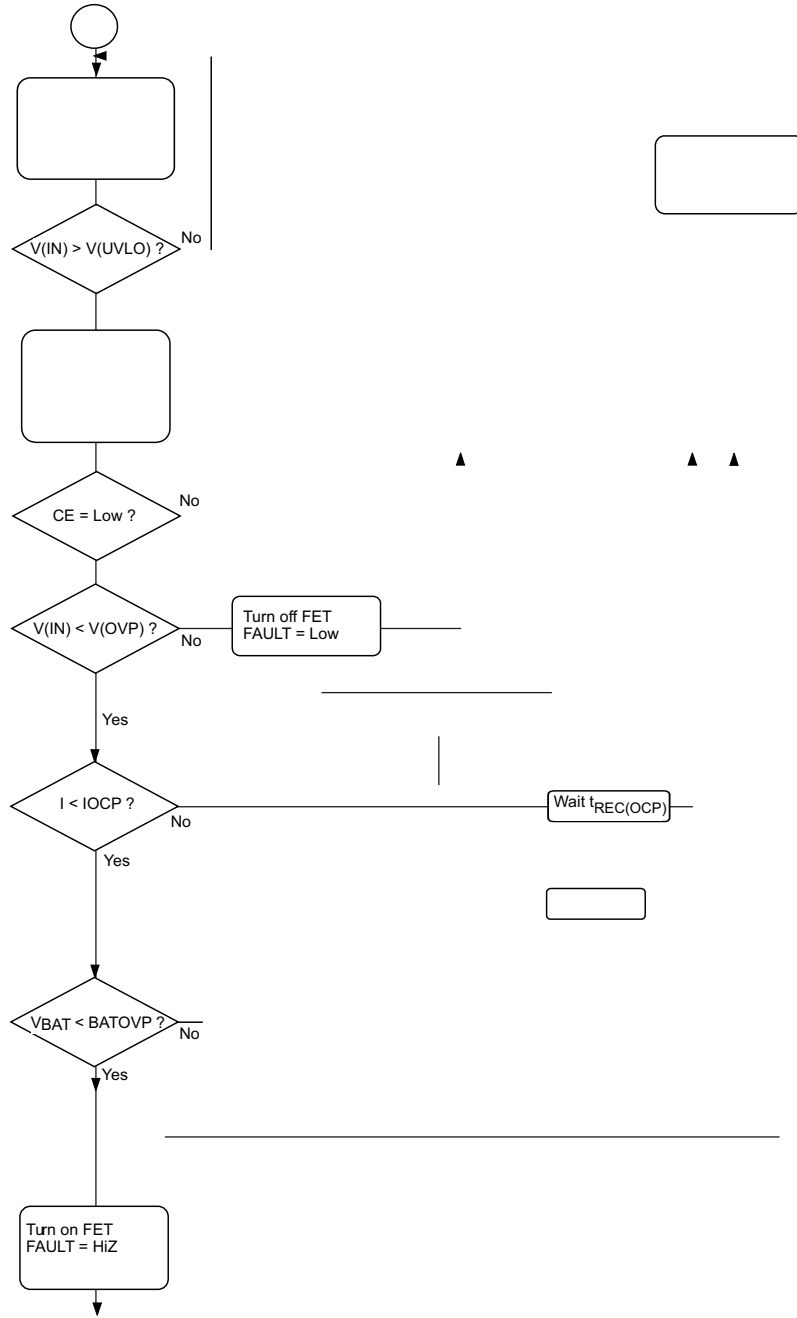 V(IN) > V(UVLO) ?
No
CE = Low ?
No
V(IN) < V(OVP) ?
No
Turn off FET
FAULT = Low
Yes
I < IOCP ?
No
Wait tREC(OCP)
Yes
VBAT < BATOVP ?
No
Yes
Turn on FET
FAULT = HiZ